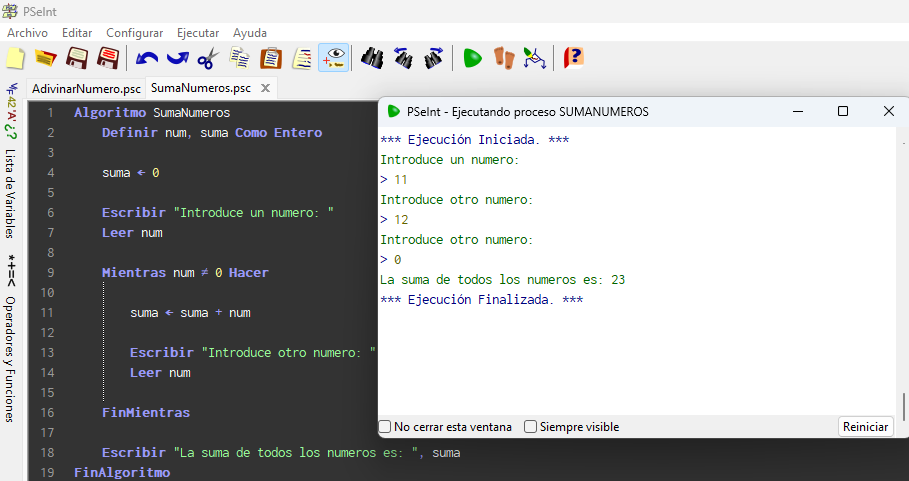 PSeInt
Archivo Editar Configurar Ejecutar Ayuda
AdivinarNumero.psc SumaNumeros.psc
Lista de Variables
*+=<
Operadores y Funciones
1 Algoritmo SumaNumeros
2 Definir num, suma Como Entero
3
4 suma ← 0
5
6 Escribir "Introduce un numero: "
7 Leer num
8
9 Mientras num ≠ 0 Hacer
10
11 suma ← suma + num
12
13 Escribir "Introduce otro numero: "
14 Leer num
15
16 FinMientras
17
18 Escribir "La suma de todos los numeros es: ", suma
19 FinAlgoritmo
PSeInt - Ejecutando proceso SUMANUMEROS
*** Ejecución Iniciada. ***
Introduce un numero:
> 11
Introduce otro numero:
> 12
Introduce otro numero:
> 0
La suma de todos los numeros es: 23
*** Ejecución Finalizada. ***
No cerrar esta ventana Siempre visible Reiniciar